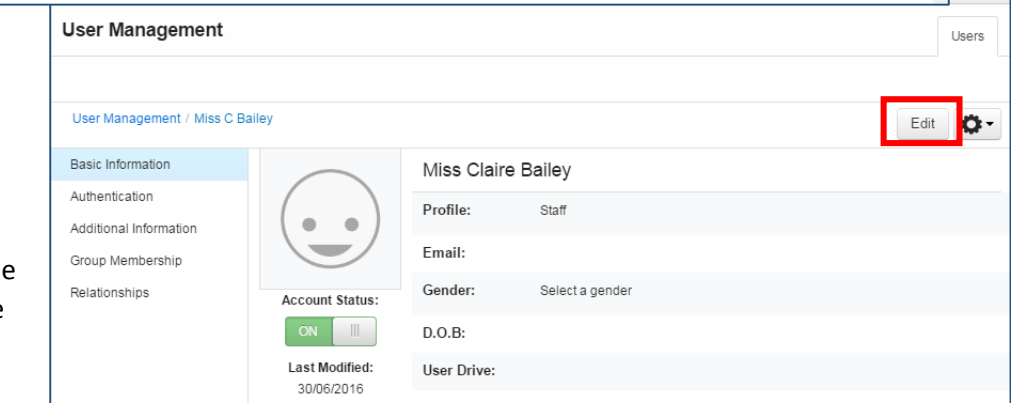 User Management
Users
User Management / Miss C Bailey
Edit
Basic Information
Authentication
Additional Information
Group Membership
Relationships
Account Status:
ON
Last Modified:
30/06/2016
Miss Claire Bailey
Profile: Staff
Email:
Gender: Select a gender
D.O.B:
User Drive: